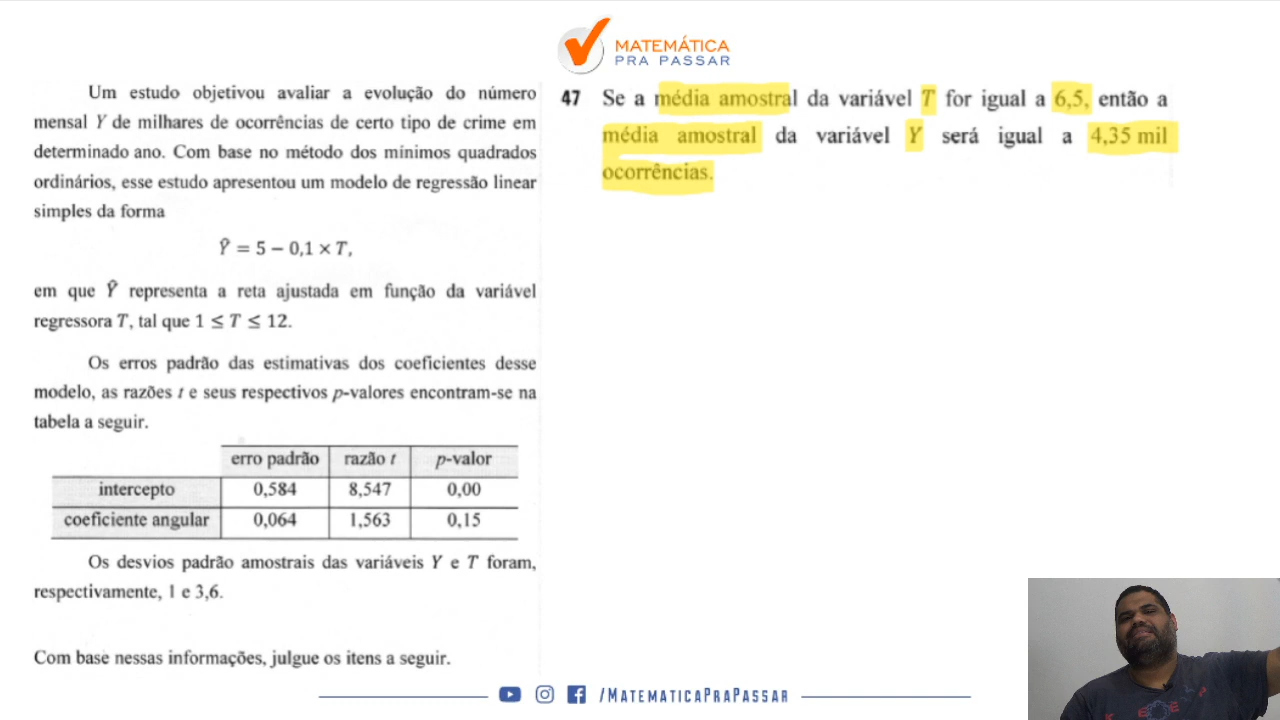 MATEMÁTICA
PRA PASSAR
Um estudo objetivou avaliar a evolução do número
mensal Y de milhares de ocorrências de certo tipo de crime em
determinado ano. Com base no método dos mínimos quadrados
ordinários, esse estudo apresentou um modelo de regressão linear
simples da forma
Ŷ = 5 − 0,1 × T,
em que Ŷ representa a reta ajustada em função da variável
regressora T, tal que 1 ≤ T ≤ 12.
Os erros padrão das estimativas dos coeficientes desse
modelo, as razões t e seus respectivos p-valores encontram-se na
tabela a seguir.
erro padrão razão t p-valor
intercepto 0,584 8,547 0,00
coeficiente angular 0,064 1,563 0,15
Os desvios padrão amostrais das variáveis Y e T foram,
respectivamente, 1 e 3,6.
Com base nessas informações, julgue os itens a seguir.
47 Se a média amostral da variável T for igual a 6,5, então a
média amostral da variável Y será igual a 4,35 mil
ocorrências.
/MATEMATICAPRAPASSAR